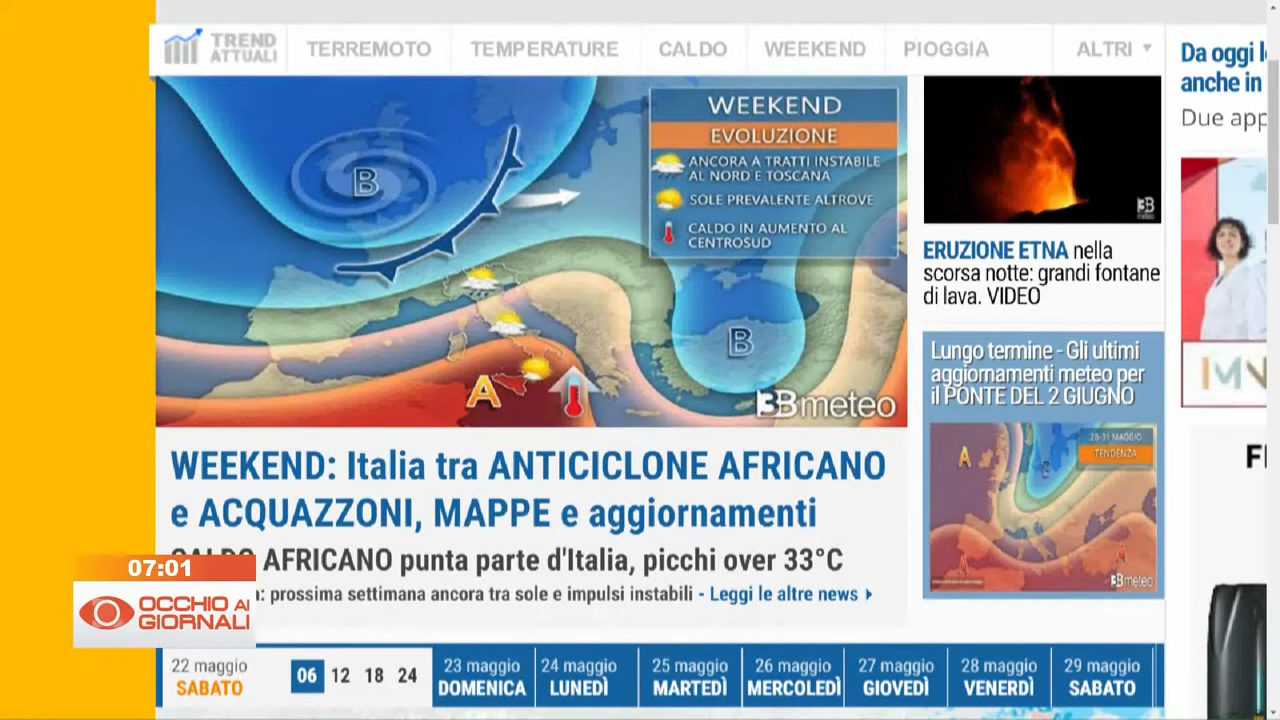 TREND
ATTUALI
TERREMOTO
TEMPERATURE
CALDO
WEEKEND
PIOGGIA
ALTRI
WEEKEND
EVOLUZIONE
ANCORA A TRATTI INSTABILE
AL NORD E TOSCANA
SOLE PREVALENTE ALTROVE
CALDO IN AUMENTO AL
CENTROSUD
B
B
A
3Bmeteo
WEEKEND: Italia tra ANTICICLONE AFRICANO
e ACQUAZZONI, MAPPE e aggiornamenti
AFRICANO punta parte d'Italia, picchi over 33°C
: prossima settimana ancora tra sole e impulsi instabili - Leggi le altre news
3B
meteo
ERUZIONE ETNA nella
scorsa notte: grandi fontane
di lava. VIDEO
Lungo termine - Gli ultimi
aggiornamenti meteo per
il PONTE DEL 2 GIUGNO
28-31 MAGGIO
TENDENZA
A
A
A
3Bmeteo
Da oggi l
anche in
Due app
07:01
OCCHIO AI
GIORNALI
22 maggio
SABATO
06 12 18 24
23 maggio
DOMENICA
24 maggio
LUNEDÌ
25 maggio
MARTEDÌ
26 maggio
MERCOLEDÌ
27 maggio
GIOVEDÌ
28 maggio
VENERDÌ
29 maggio
SABATO